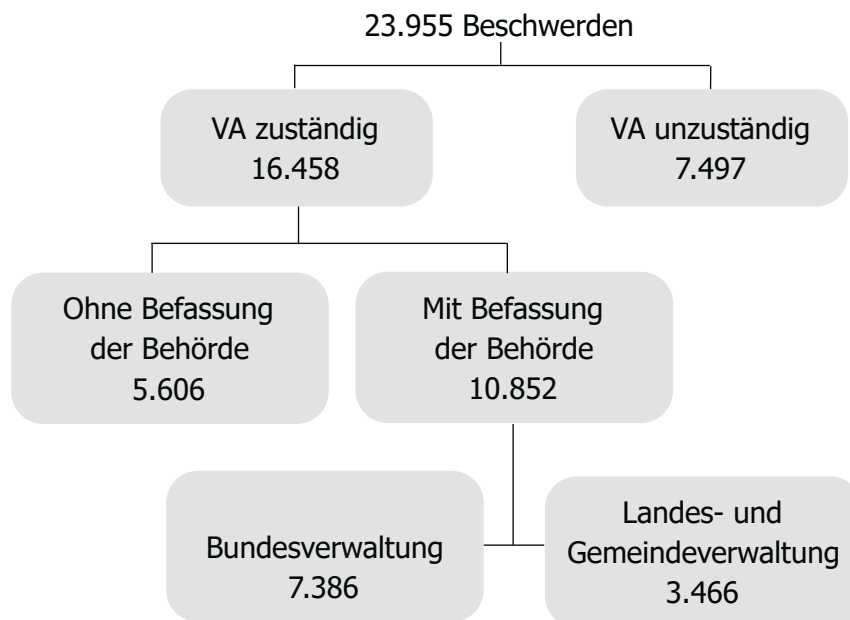 23.955 Beschwerden
VA zuständig
16.458
VA unzuständig
7.497
Ohne Befassung
der Behörde
5.606
Mit Befassung
der Behörde
10.852
Bundesverwaltung
7.386
Landes- und
Gemeindeverwaltung
3.466